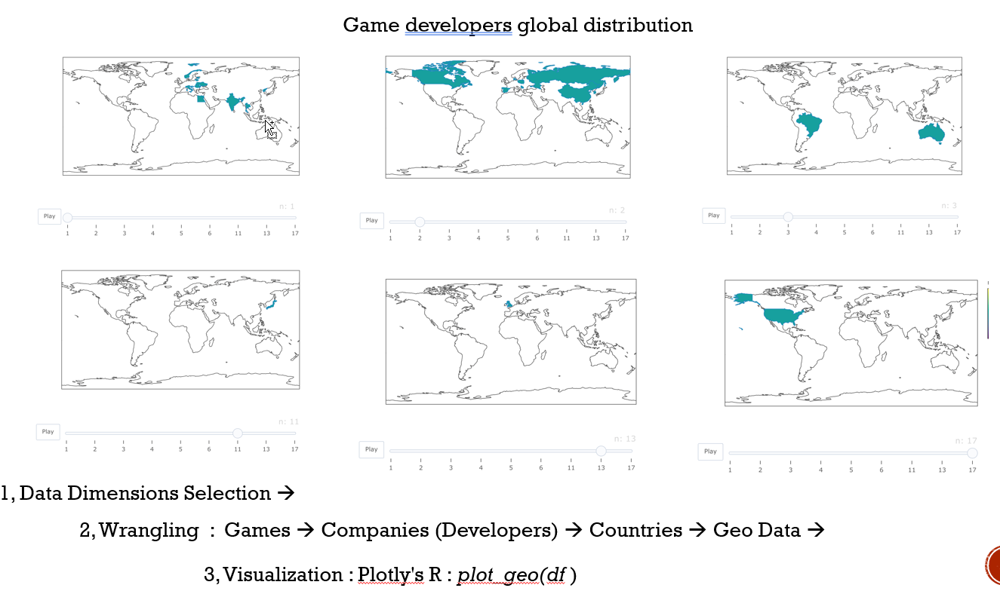 Game developers global distribution
n: 1
Play
1 2 3 4 5 6 11 13 17
n: 2
Play
1 2 3 4 5 6 11 13 17
n: 3
Play
1 2 3 4 5 6 11 13 17
n: 11
Play
1 2 3 4 5 6 11 13 17
n: 13
Play
1 2 3 4 5 6 11 13 17
n: 17
Play
1 2 3 4 5 6 11 13 17
1, Data Dimensions Selection →
2, Wrangling : Games → Companies (Developers) → Countries → Geo Data →
3, Visualization : Plotly's R : plot_geo(df )